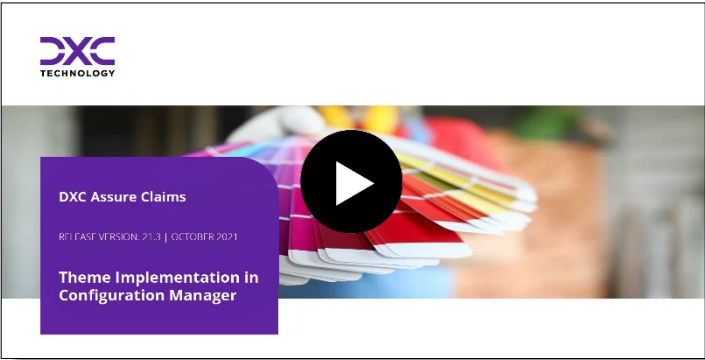 DXC
TECHNOLOGY
DXC Assure Claims
RELEASE VERSION: 21.3 | OCTOBER 2021
Theme Implementation in
Configuration Manager